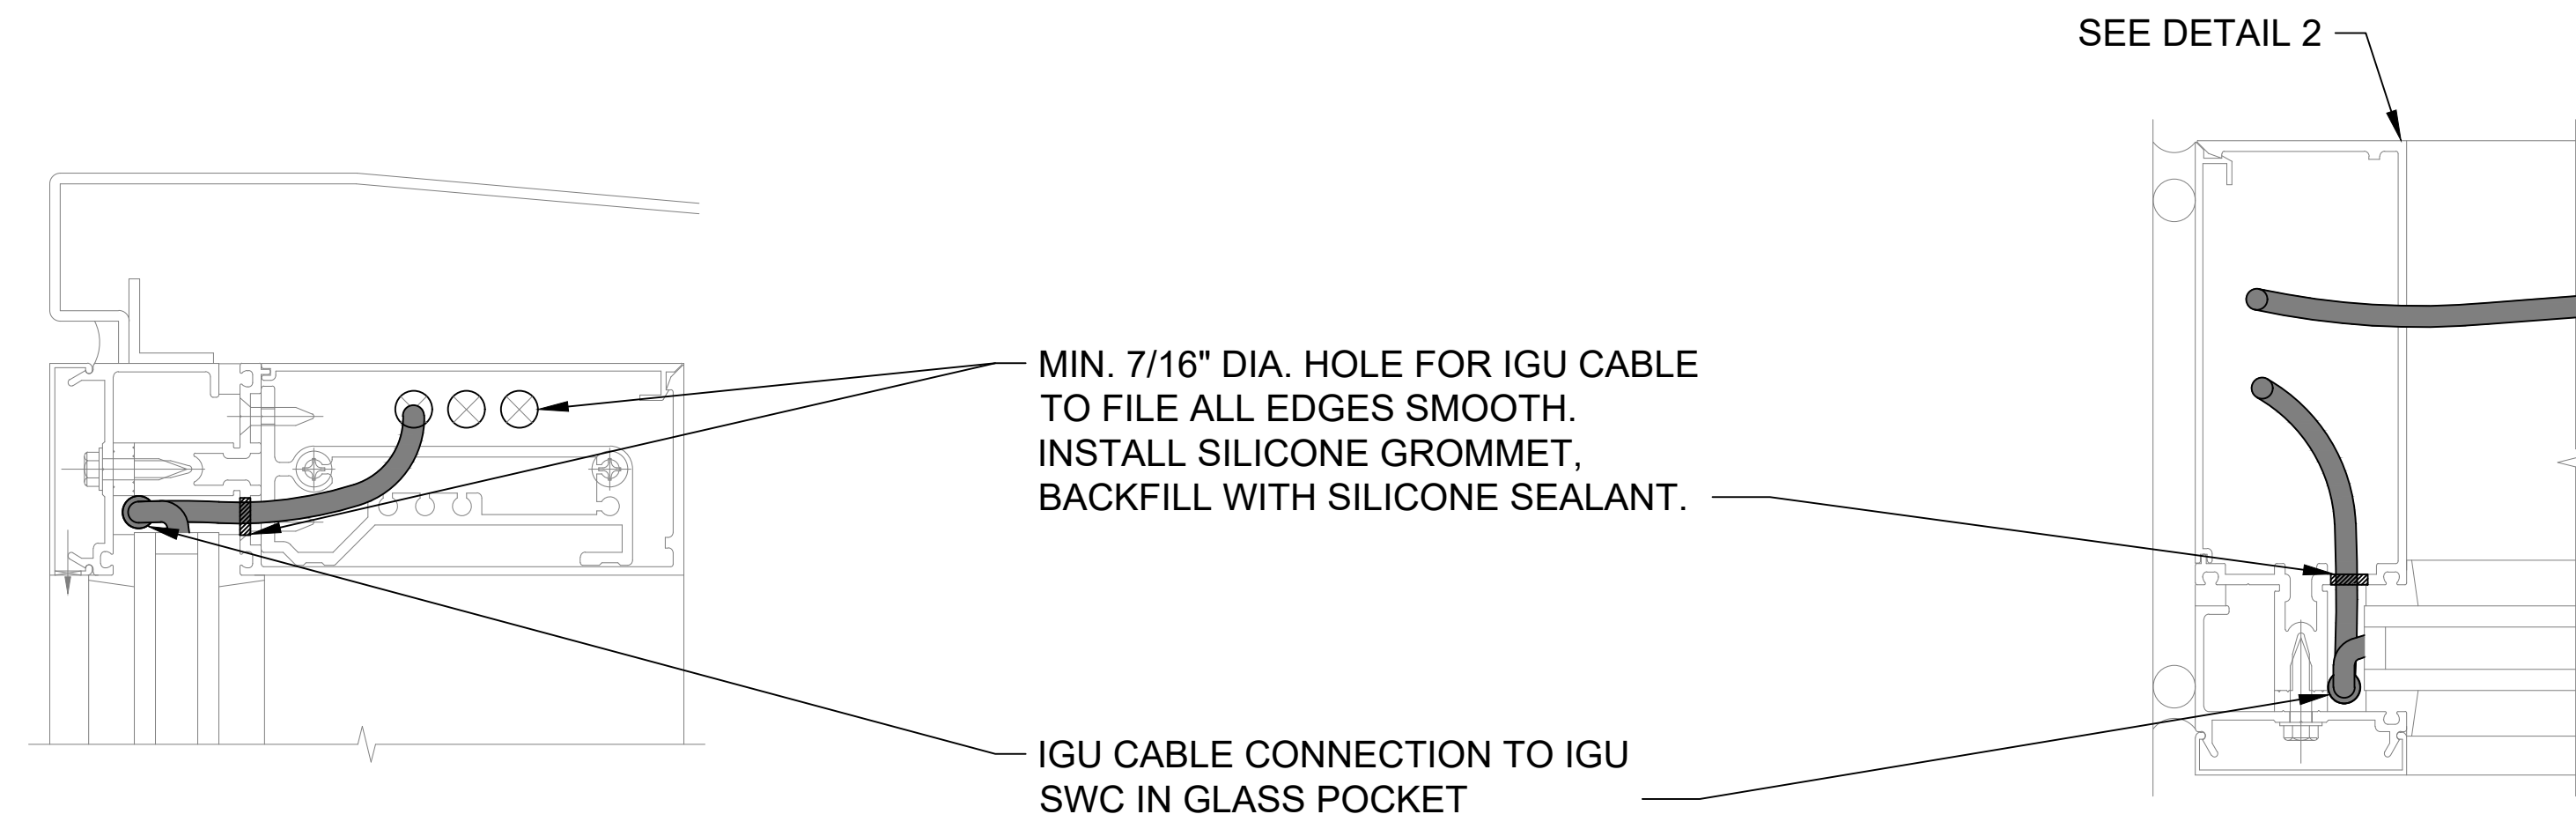 SEE DETAIL 2
MIN. 7/16" DIA. HOLE FOR IGU CABLE
TO FILE ALL EDGES SMOOTH.
INSTALL SILICONE GROMMET,
BACKFILL WITH SILICONE SEALANT.
IGU CABLE CONNECTION TO IGU
SWC IN GLASS POCKET